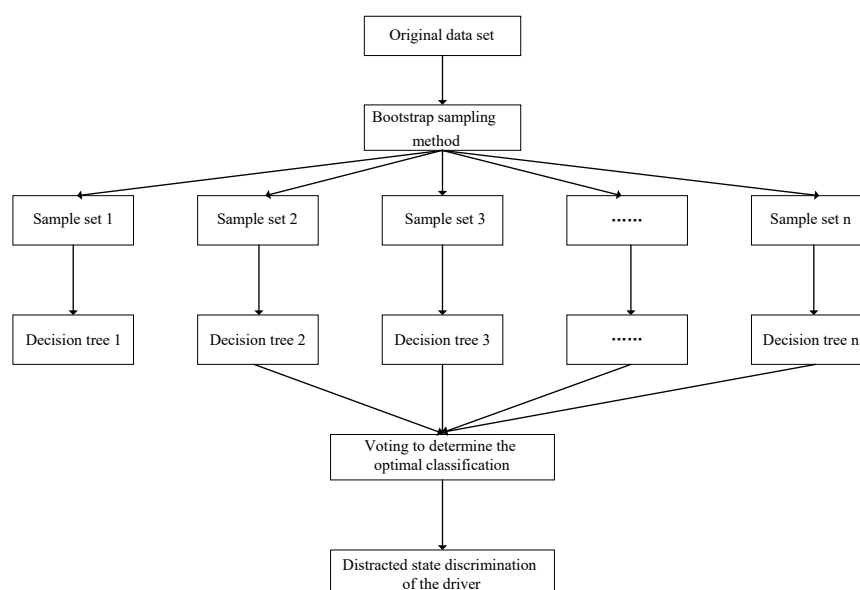 Original data set
Bootstrap sampling
method
Sample set 1
Sample set 2
Sample set 3
......
Sample set n
Decision tree 1
Decision tree 2
Decision tree 3
......
Decision tree n
Voting to determine the
optimal classification
Distracted state discrimination
of the driver